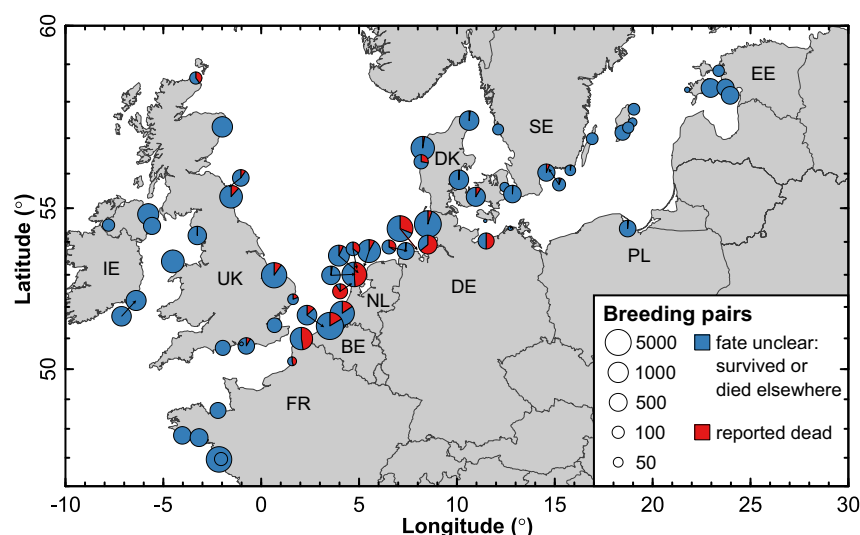 60
55
50
Latitude (°)
EE
SE
DK
IE
UK
PL
NL
DE
BE
FR
Breeding pairs
5000
1000
500
100
50
fate unclear:
survived or
died elsewhere
reported dead
-10 -5 0 5 10 15 20 25 30
Longitude (°)